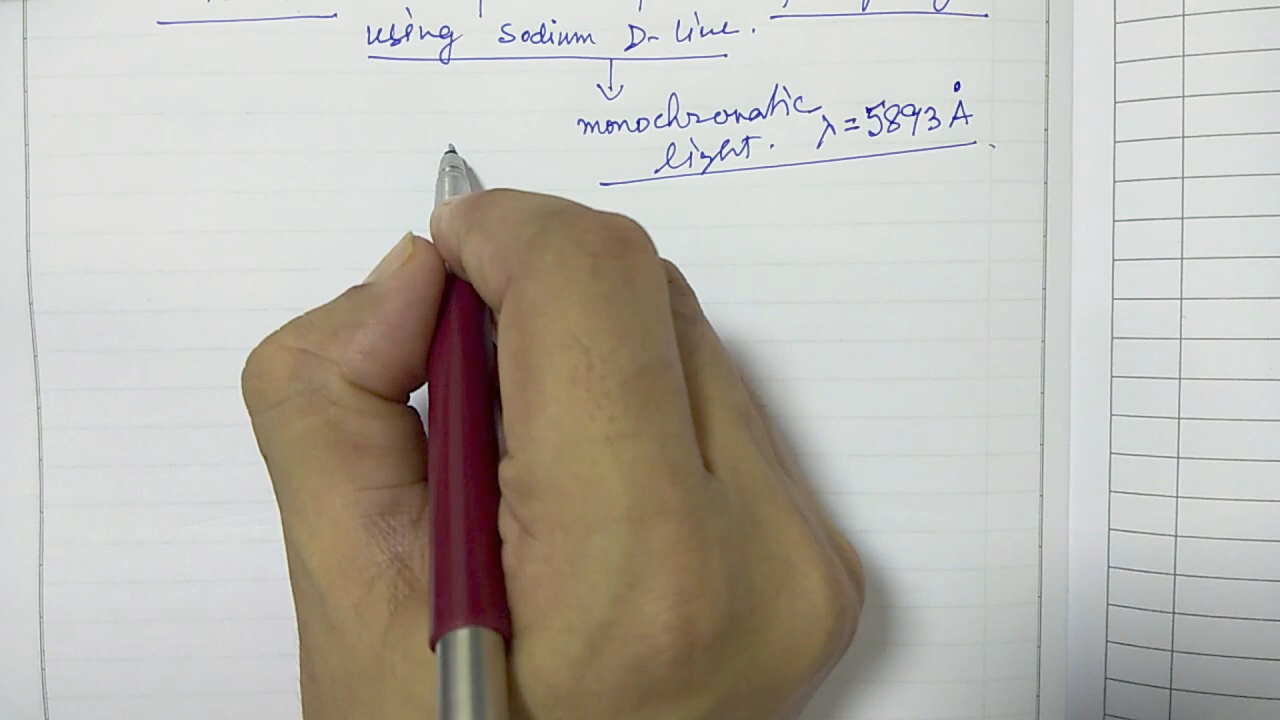 using sodium D- line.
monochromatic
light. λ = 5893 Å